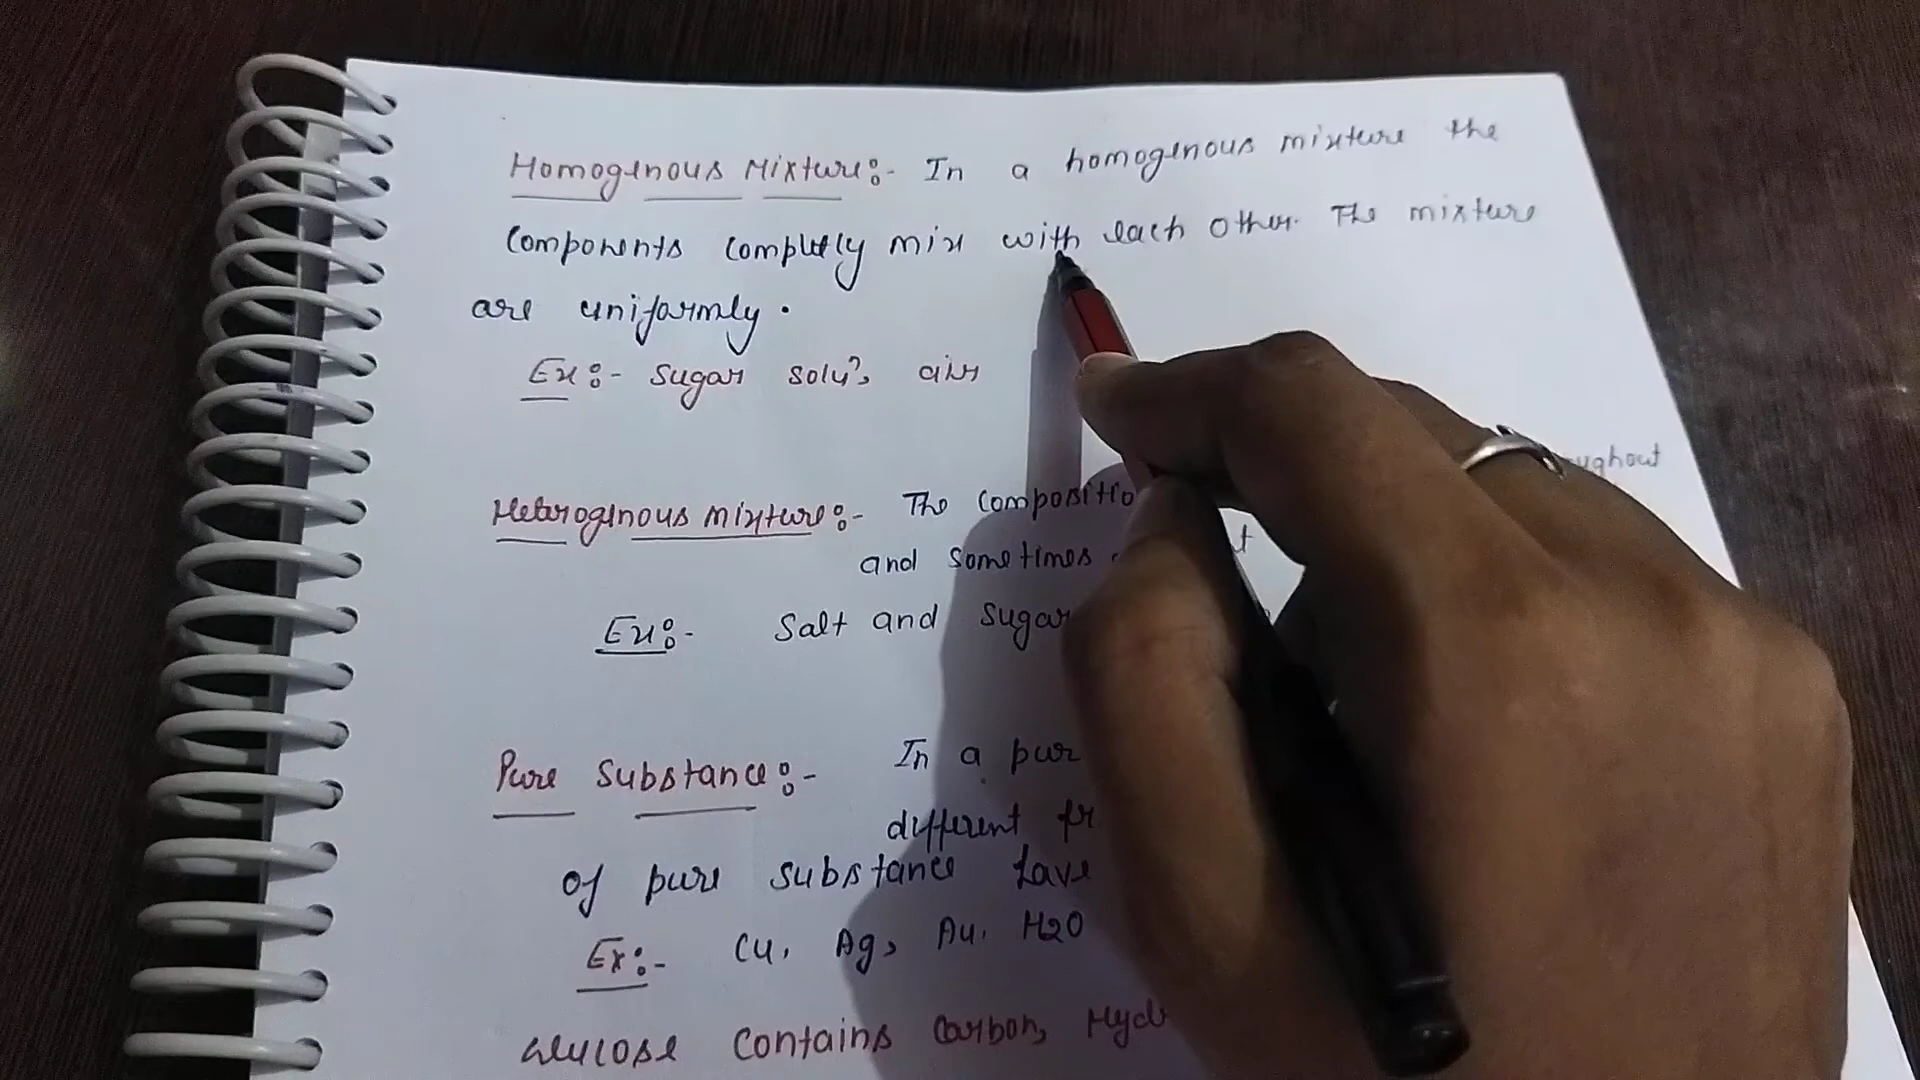 Homogenous Mixture:- In a homogenous mixture the
components completly mix with each other. The mixture
are uniformly.
Ex:- Sugar soluⁿ, air
Heterogenous mixture:- The compositio
ughout
and sometimes
t
Ex:- Salt and sugar
Pure Substance:- In a pur
different fr
of pure substance have
Ex:- Cu, Ag, Au. H2O
Glucose contains Carbon, Hyd